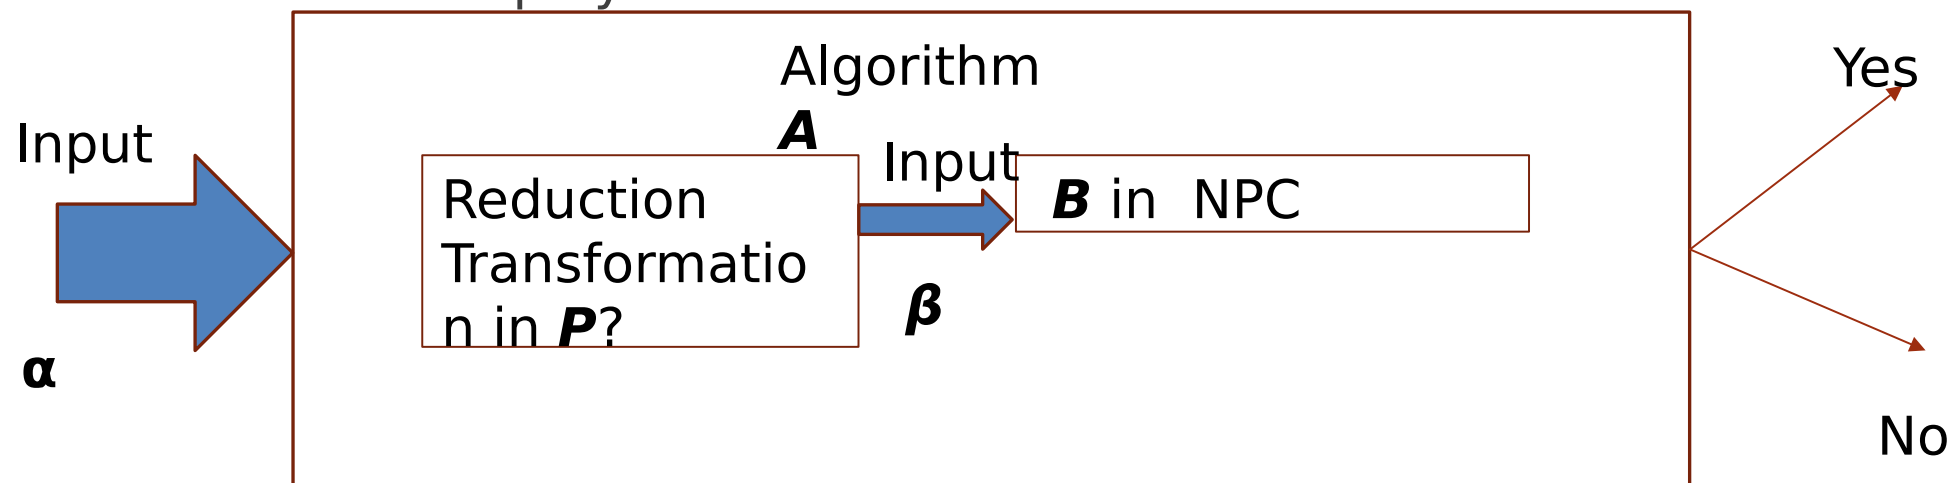 Algorithm
A
Yes
Input
Input
Reduction
Transformatio
n in P?
B in NPC
β
α
No